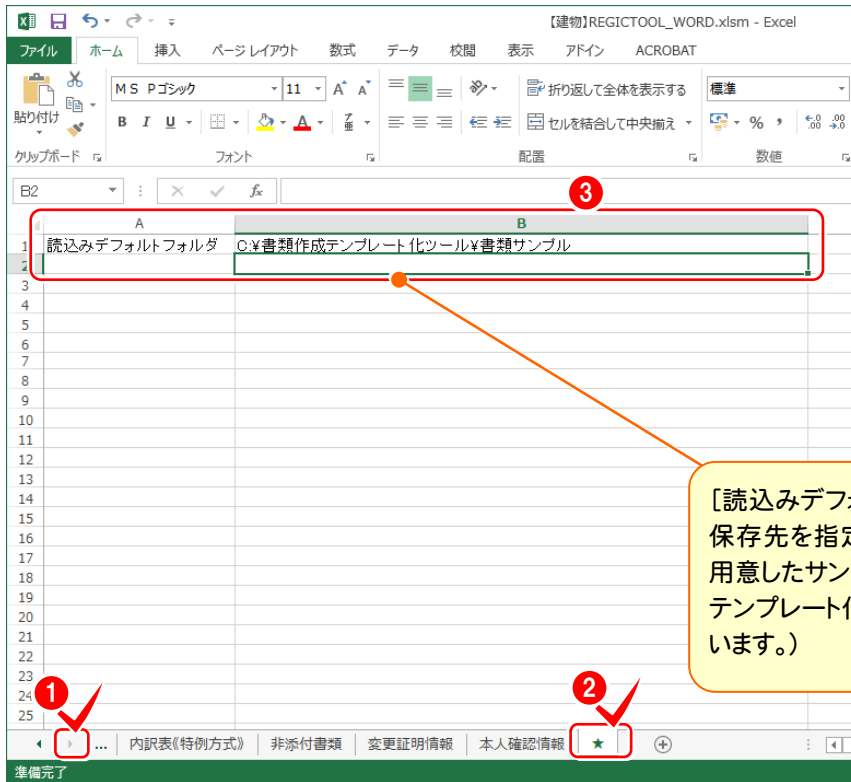 【建物】REGICTOOL_WORD.xlsm - Excel
ファイル ホーム 挿入 ページ レイアウト 数式 データ 校閲 表示 アドイン ACROBAT
貼り付け
ＭＳ Ｐゴシック 11 A A 折り返して全体を表示する 標準
B I U A セルを結合して中央揃え % ,
クリップボード フォント 配置 数値
B2 fx
3
A B
1 読込みデフォルトフォルダ C:¥書類作成テンプレート化ツール¥書類サンプル
2
3
4
5
6
7
8
9
10
11
12
13
14
15
16
17
18
19
20
21
22
23
24
25
［読込みデフォ
保存先を指定
用意したサン
テンプレート化
います。）
1
2
... 内訳表《特例方式》 非添付書類 変更証明情報 本人確認情報 ★
準備完了